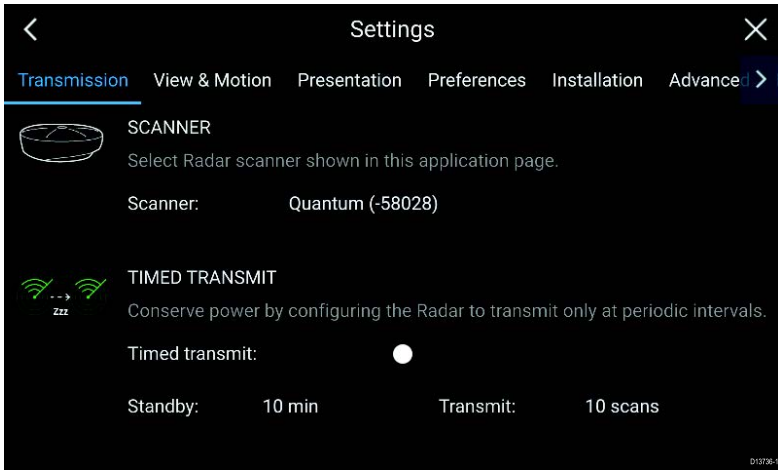 Settings
Transmission View & Motion Presentation Preferences Installation Advanced
SCANNER
Select Radar scanner shown in this application page.
Scanner: Quantum (-58028)
TIMED TRANSMIT
Conserve power by configuring the Radar to transmit only at periodic intervals.
Zzz
Timed transmit:
Standby: 10 min Transmit: 10 scans
D13736-1